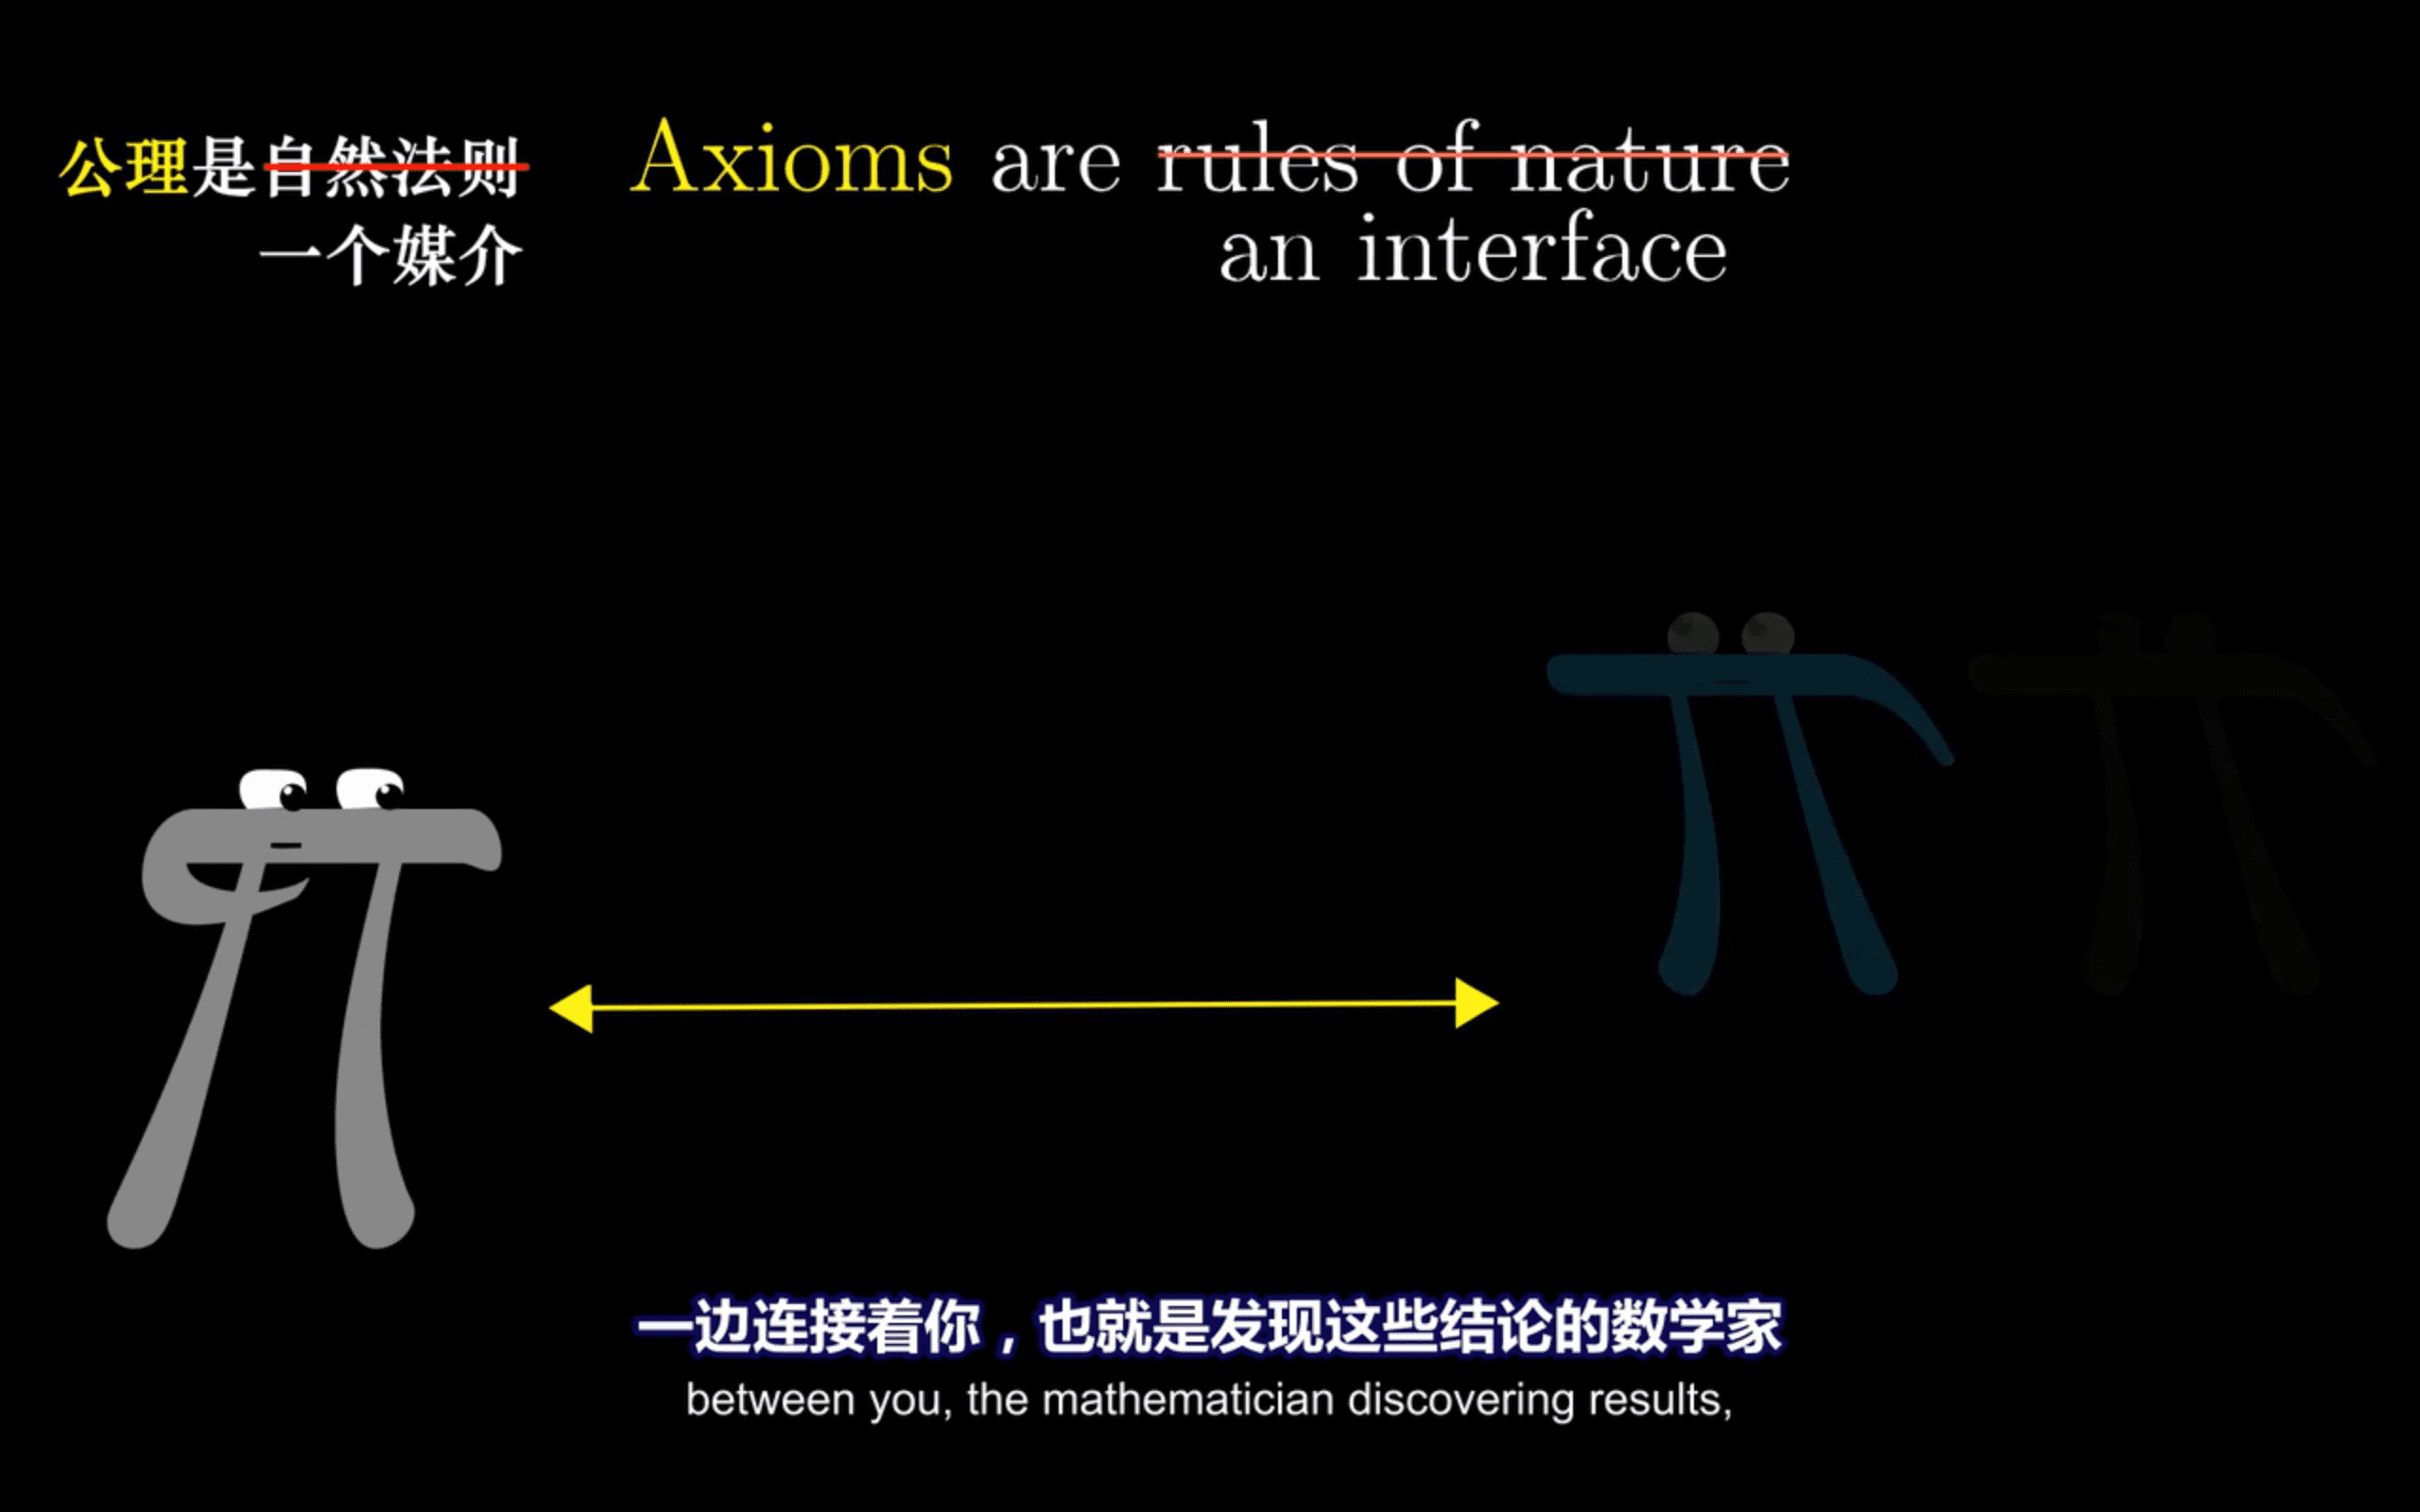 公理是自然法则
一个媒介
Axioms are rules of nature
an interface
一边连接着你，也就是发现这些结论的数学家
between you, the mathematician discovering results,